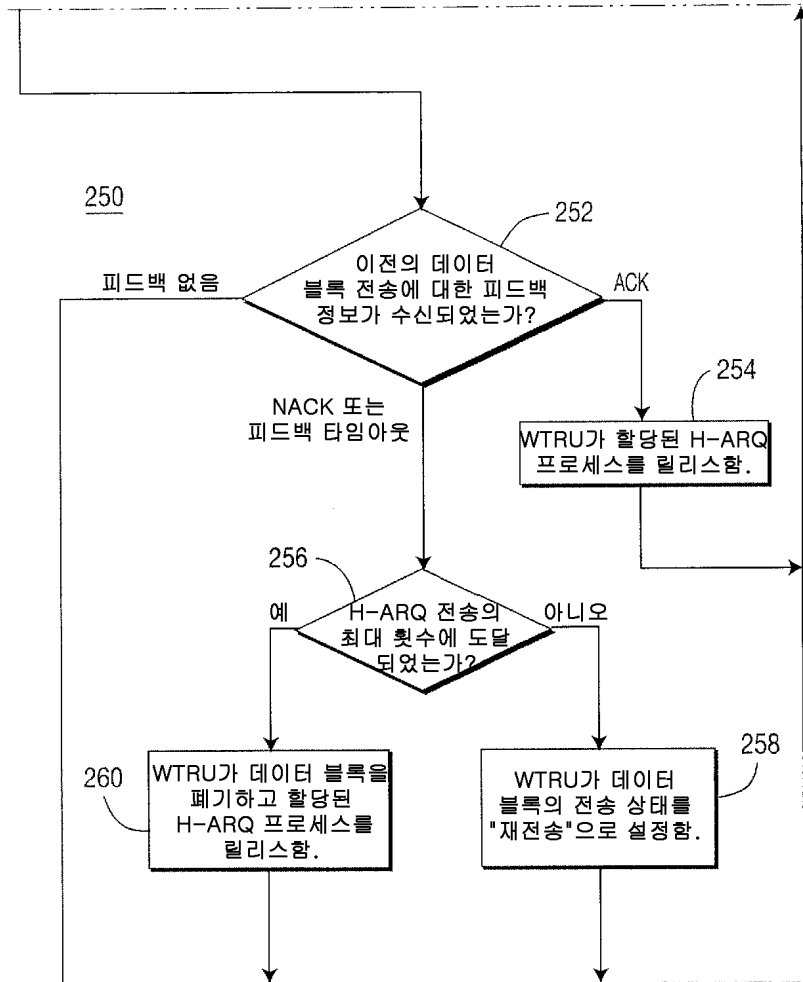 250
252
이전의 데이터
블록 전송에 대한 피드백
정보가 수신되었는가?
피드백 없음
ACK
254
WTRU가 할당된 H-ARQ
프로세스를 릴리스함.
NACK 또는
피드백 타임아웃
256
H-ARQ 전송의
최대 횟수에 도달
되었는가?
예
아니오
260
WTRU가 데이터 블록을
폐기하고 할당된
H-ARQ 프로세스를
릴리스함.
258
WTRU가 데이터
블록의 전송 상태를
"재전송"으로 설정함.